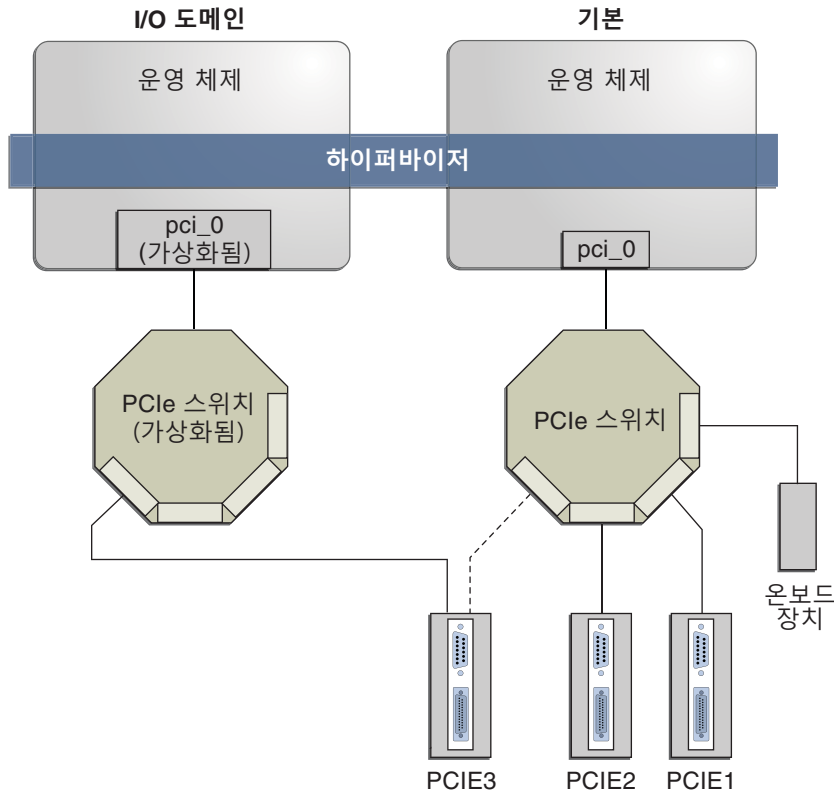 I/O 도메인
기본
운영 체제
운영 체제
하이퍼바이저
pci_0
(가상화됨)
pci_0
PCIe 스위치
(가상화됨)
PCIe 스위치
온보드
장치
PCIE3
PCIE2
PCIE1